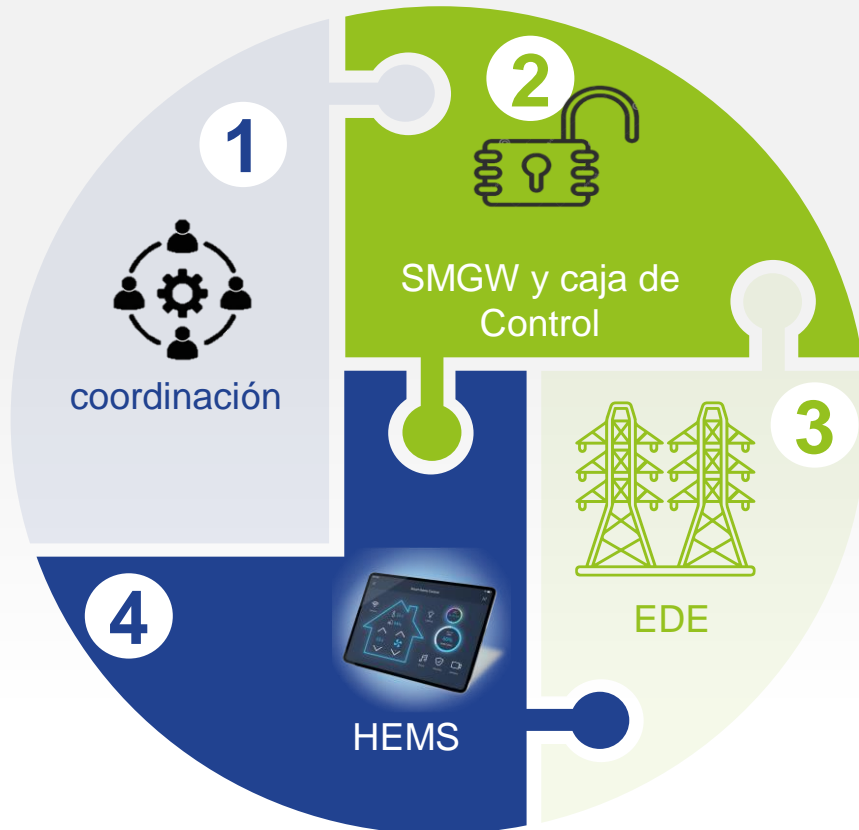 1
coordinación
2
SMGW y caja de
Control
3
EDE
4
HEMS